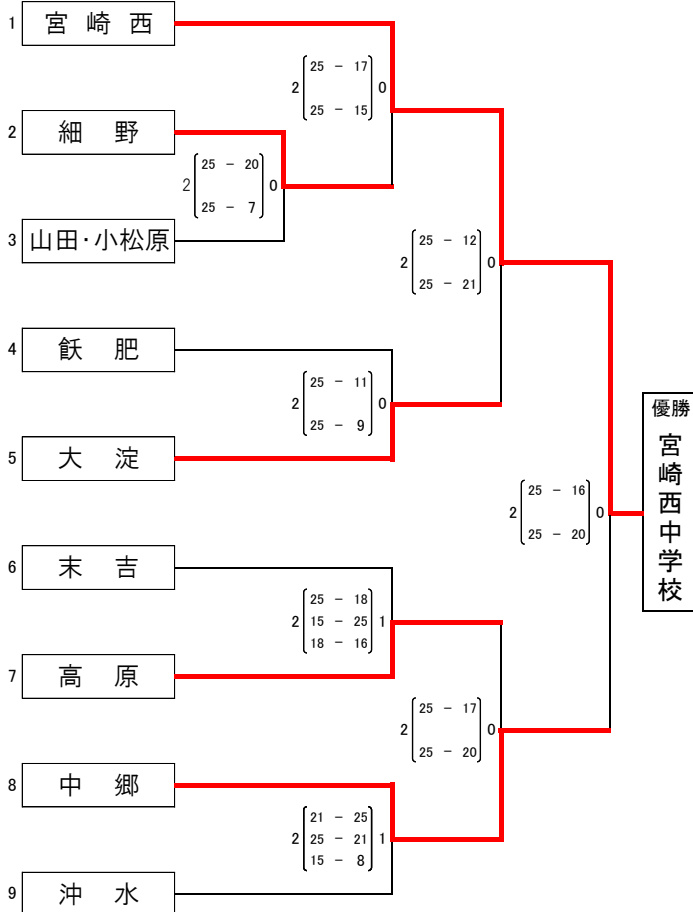 1 宮崎西
2 細野
3 山田・小松原
4 飫肥
5 大淀
6 末吉
7 高原
8 中郷
9 沖水
2 25 - 20 0
25 - 7
2 25 - 17 0
25 - 15
2 25 - 11 0
25 - 9
2 25 - 18 1
15 - 25
18 - 16
2 21 - 25 1
25 - 21
15 - 8
2 25 - 12 0
25 - 21
2 25 - 17 0
25 - 20
2 25 - 16 0
25 - 20
優勝
宮崎西中学校